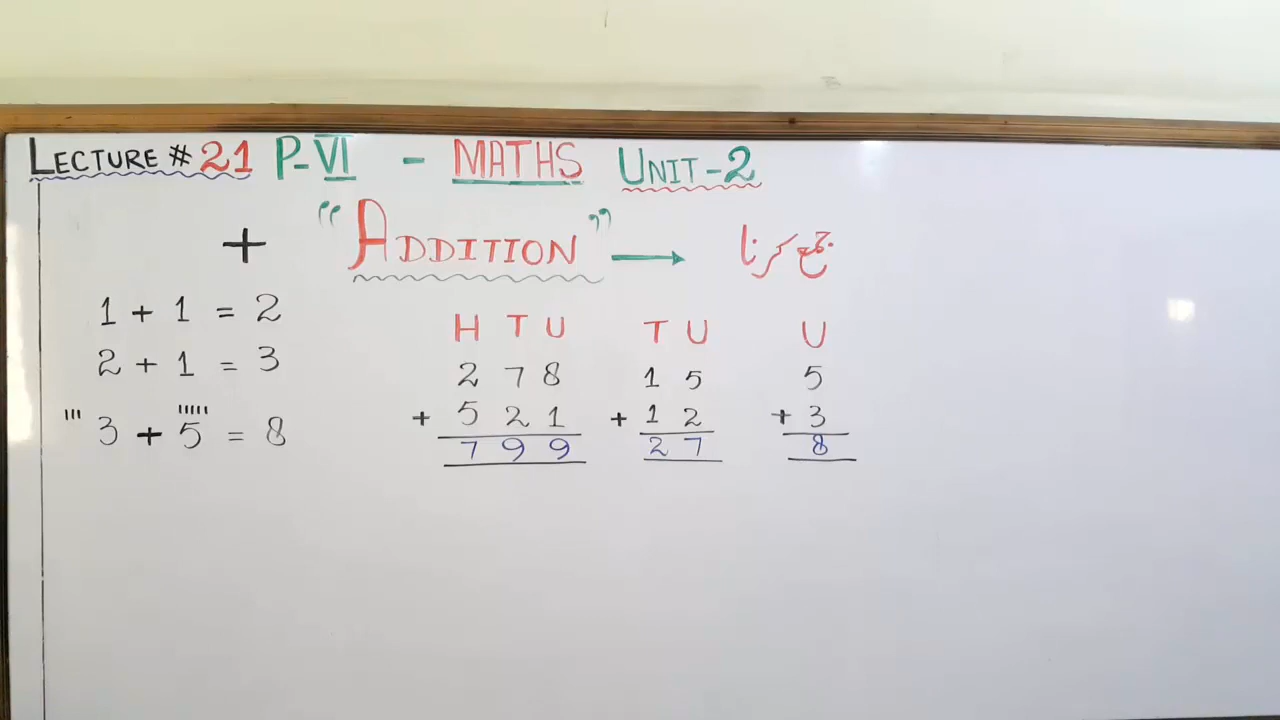 LECTURE # 21 P-VI - MATHS UNIT-2
+ "ADDITION" → جمع کرنا
1 + 1 = 2
2 + 1 = 3
3 + 5 = 8
H T U
2 7 8
+ 5 2 1
7 9 9
T U
1 5
+ 1 2
2 7
U
5
+ 3
8